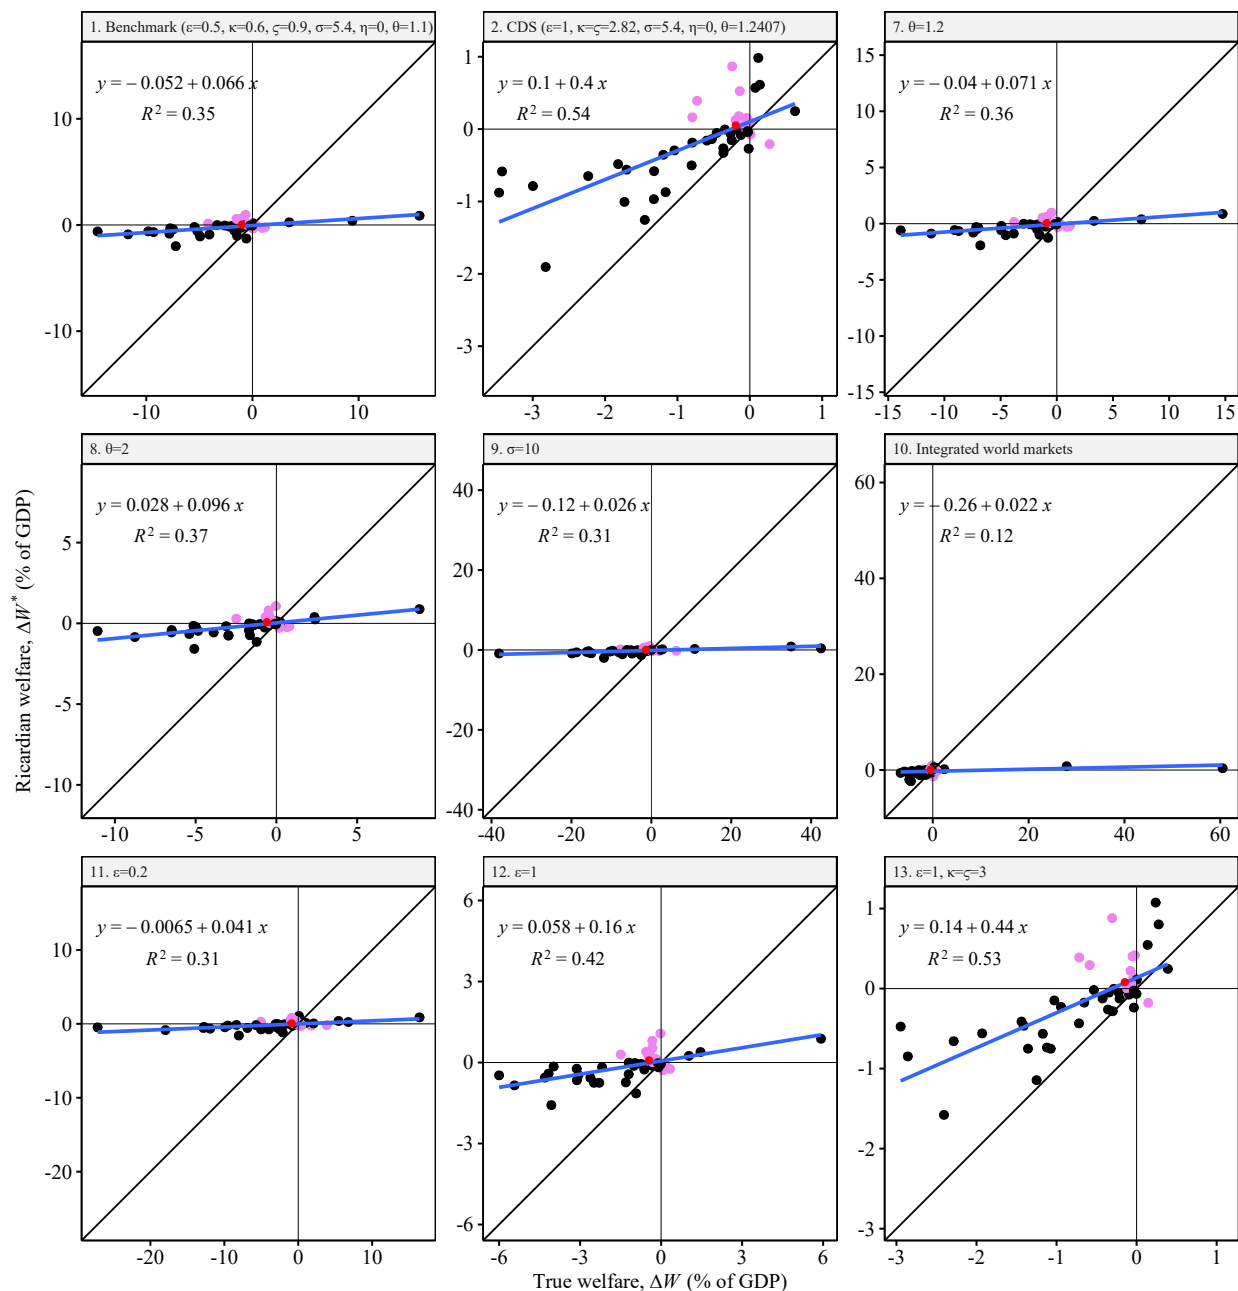 1. Benchmark (ε=0.5, κ=0.6, ς=0.9, σ=5.4, η=0, θ=1.1)
y = − 0.052 + 0.066 x
R² = 0.35
10
0
-10
-10 0 10
2. CDS (ε=1, κ=ς=2.82, σ=5.4, η=0, θ=1.2407)
y = 0.1 + 0.4 x
R² = 0.54
1
0
-1
-2
-3
-3 -2 -1 0 1
7. θ=1.2
y = − 0.04 + 0.071 x
R² = 0.36
15
10
5
0
-5
-10
-15
-15 -10 -5 0 5 10 15
8. θ=2
y = 0.028 + 0.096 x
R² = 0.37
5
0
-5
-10
-10 -5 0 5
9. σ=10
y = − 0.12 + 0.026 x
R² = 0.31
40
20
0
-20
-40
-40 -20 0 20 40
10. Integrated world markets
y = − 0.26 + 0.022 x
R² = 0.12
60
40
20
0
0 20 40 60
11. ε=0.2
y = − 0.0065 + 0.041 x
R² = 0.31
10
0
-10
-20
-20 -10 0 10
12. ε=1
y = 0.058 + 0.16 x
R² = 0.42
6
3
0
-3
-6
-6 -3 0 3 6
13. ε=1, κ=ς=3
y = 0.14 + 0.44 x
R² = 0.53
1
0
-1
-2
-3
-3 -2 -1 0 1
Ricardian welfare, ΔW* (% of GDP)
True welfare, ΔW (% of GDP)